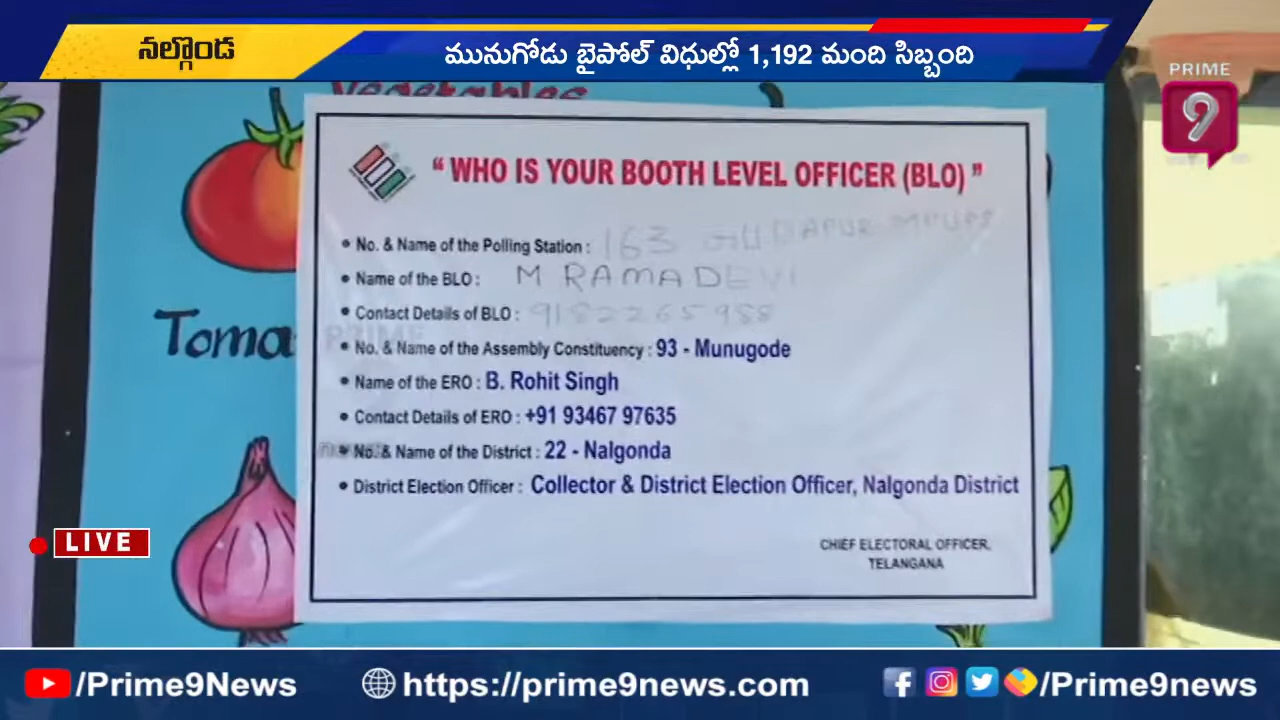 నల్గొండ
మునుగోడు బైపోల్ విధుల్లో 1,192 మంది సిబ్బంది
PRIME
9
Vegetables
Toma
" WHO IS YOUR BOOTH LEVEL OFFICER (BLO) "
• No. & Name of the Polling Station : 163
• Name of the BLO : M RAMADEVI
• Contact Details of BLO : 9182265988
• No. & Name of the Assembly Constituency : 93 - Munugode
• Name of the ERO : B. Rohit Singh
• Contact Details of ERO : +91 93467 97635
• No. & Name of the District : 22 - Nalgonda
• District Election Officer : Collector & District Election Officer, Nalgonda District
CHIEF ELECTORAL OFFICER,
TELANGANA
LIVE
/Prime9News
https://prime9news.com
/Prime9news